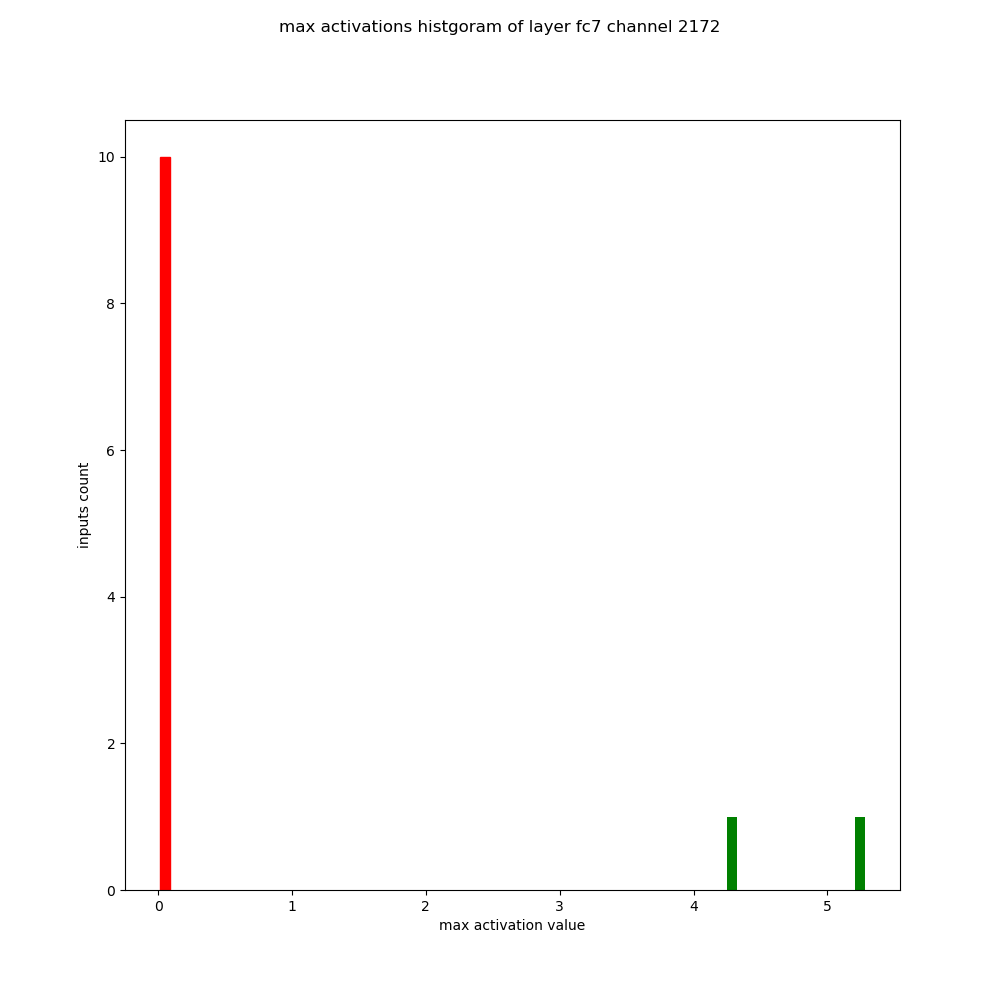 max activations histgoram of layer fc7 channel 2172
10
8
6
4
2
0
inputs count
0 1 2 3 4 5
max activation value